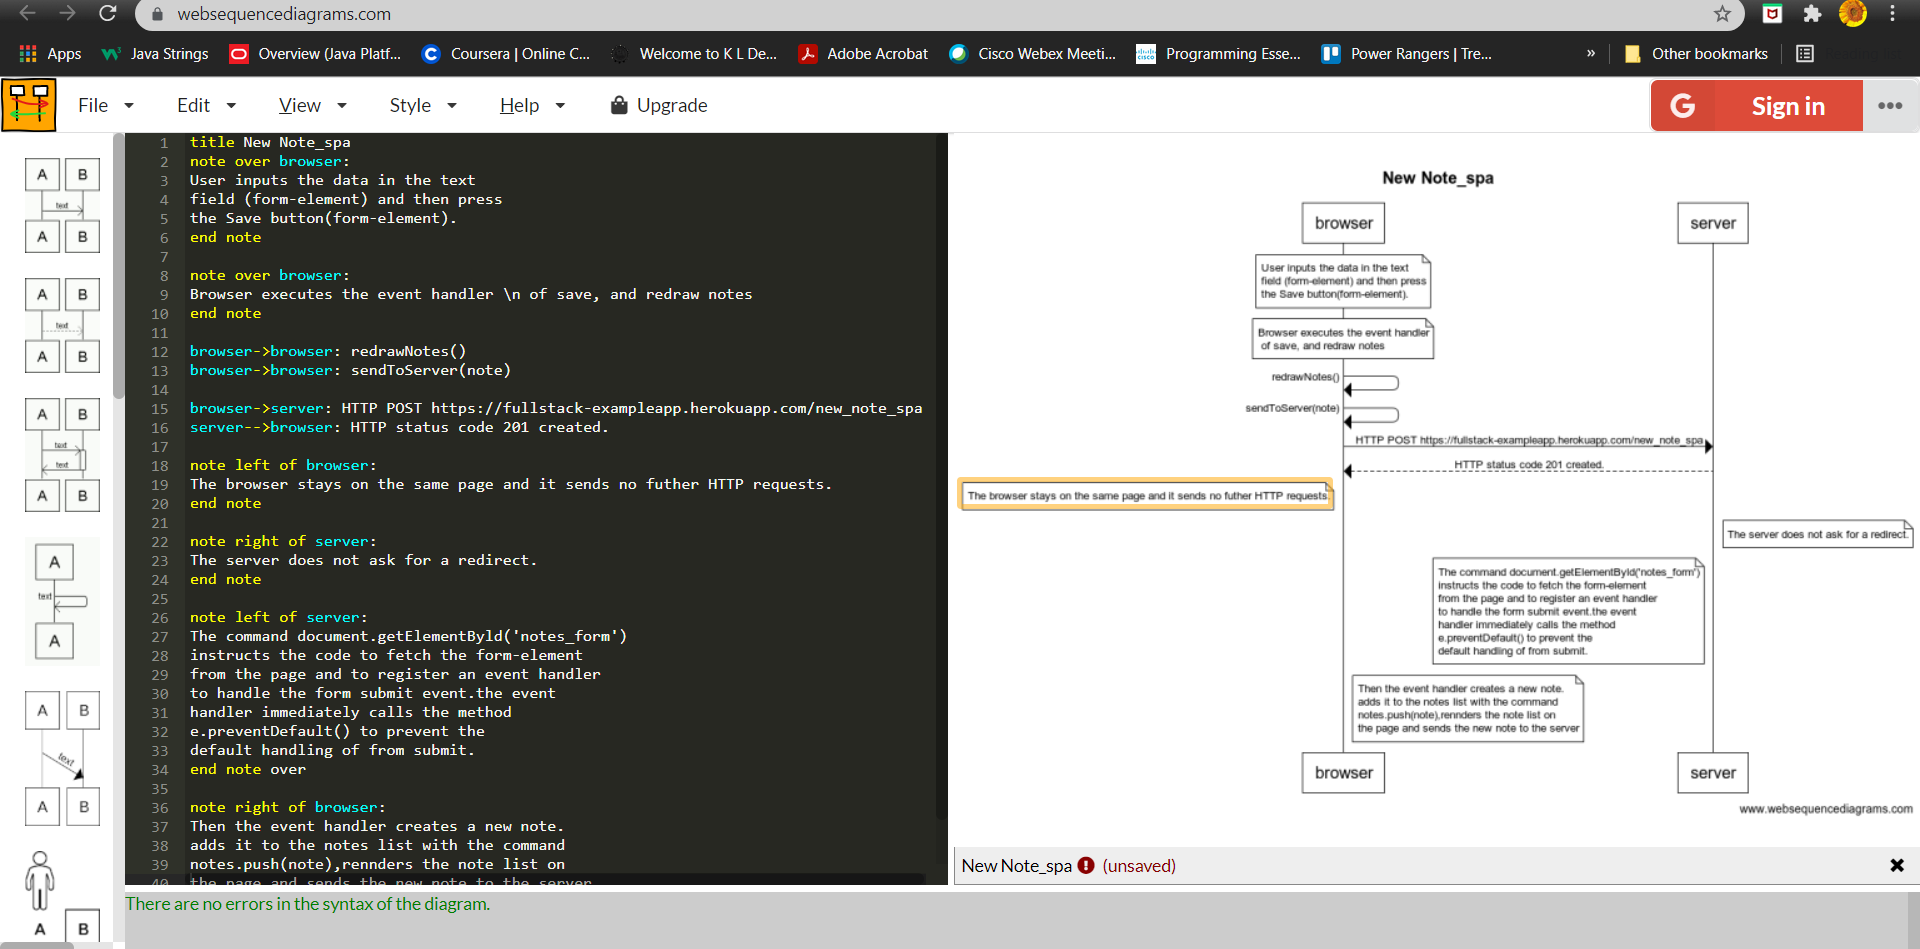 websequencediagrams.com
Apps
Java Strings
Overview (Java Platf...
Coursera | Online C...
Welcome to K L De...
Adobe Acrobat
Cisco Webex Meeti...
Programming Esse...
Power Rangers | Tre...
»
Other bookmarks
File
Edit
View
Style
Help
Upgrade
G
Sign in
A B
text
A B
A B
text
A B
A B
text
text
A B
A
text
A
A B
text
A B
A B
1 title New Note_spa
2 note over browser:
3 User inputs the data in the text
4 field (form-element) and then press
5 the Save button(form-element).
6 end note
7
8 note over browser:
9 Browser executes the event handler \n of save, and redraw notes
10 end note
11
12 browser->browser: redrawNotes()
13 browser->browser: sendToServer(note)
14
15 browser->server: HTTP POST https://fullstack-exampleapp.herokuapp.com/new_note_spa
16 server-->browser: HTTP status code 201 created.
17
18 note left of browser:
19 The browser stays on the same page and it sends no futher HTTP requests.
20 end note
21
22 note right of server:
23 The server does not ask for a redirect.
24 end note
25
26 note left of server:
27 The command document.getElementByld('notes_form')
28 instructs the code to fetch the form-element
29 from the page and to register an event handler
30 to handle the form submit event.the event
31 handler immediately calls the method
32 e.preventDefault() to prevent the
33 default handling of from submit.
34 end note over
35
36 note right of browser:
37 Then the event handler creates a new note.
38 adds it to the notes list with the command
39 notes.push(note),rennders the note list on
40 the page and sends the new note to the server
New Note_spa
browser
server
User inputs the data in the text
field (form-element) and then press
the Save button(form-element).
Browser executes the event handler
of save, and redraw notes
redrawNotes()
sendToServer(note)
HTTP POST https://fullstack-exampleapp.herokuapp.com/new_note_spa
HTTP status code 201 created.
The browser stays on the same page and it sends no futher HTTP requests.
The server does not ask for a redirect.
The command document.getElementByld('notes_form')
instructs the code to fetch the form-element
from the page and to register an event handler
to handle the form submit event.the event
handler immediately calls the method
e.preventDefault() to prevent the
default handling of from submit.
Then the event handler creates a new note.
adds it to the notes list with the command
notes.push(note),rennders the note list on
the page and sends the new note to the server
browser
server
www.websequencediagrams.com
New Note_spa (unsaved)
There are no errors in the syntax of the diagram.